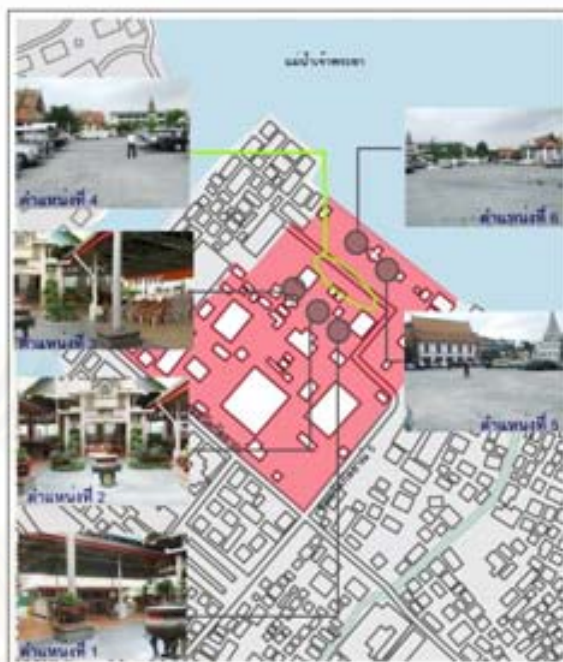 แม่น้ำเจ้าพระยา
ตำแหน่งที่ 4
ตำแหน่งที่ 6
ตำแหน่งที่ 3
ตำแหน่งที่ 5
ตำแหน่งที่ 2
ตำแหน่งที่ 1